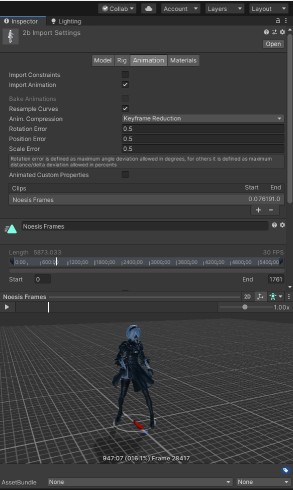 Collab Account Layers Layout
Inspector Lighting
2b Import Settings
Open
Model Rig Animation Materials
Import Constraints
Import Animation
Bake Animations
Resample Curves
Anim. Compression Keyframe Reduction
Rotation Error 0.5
Position Error 0.5
Scale Error 0.5
Rotation error is defined as maximum angle deviation allowed in degrees, for others it is defined as maximum
distance/delta deviation allowed in percents
Animated Custom Properties
Clips Start End
Noesis Frames 0.0 76191.0
+ −
Noesis Frames
Length 30 FPS
Start 0 End
Noesis Frames 2D 1.00x
947:07 (016.1%) Frame 28417
AssetBundle None None